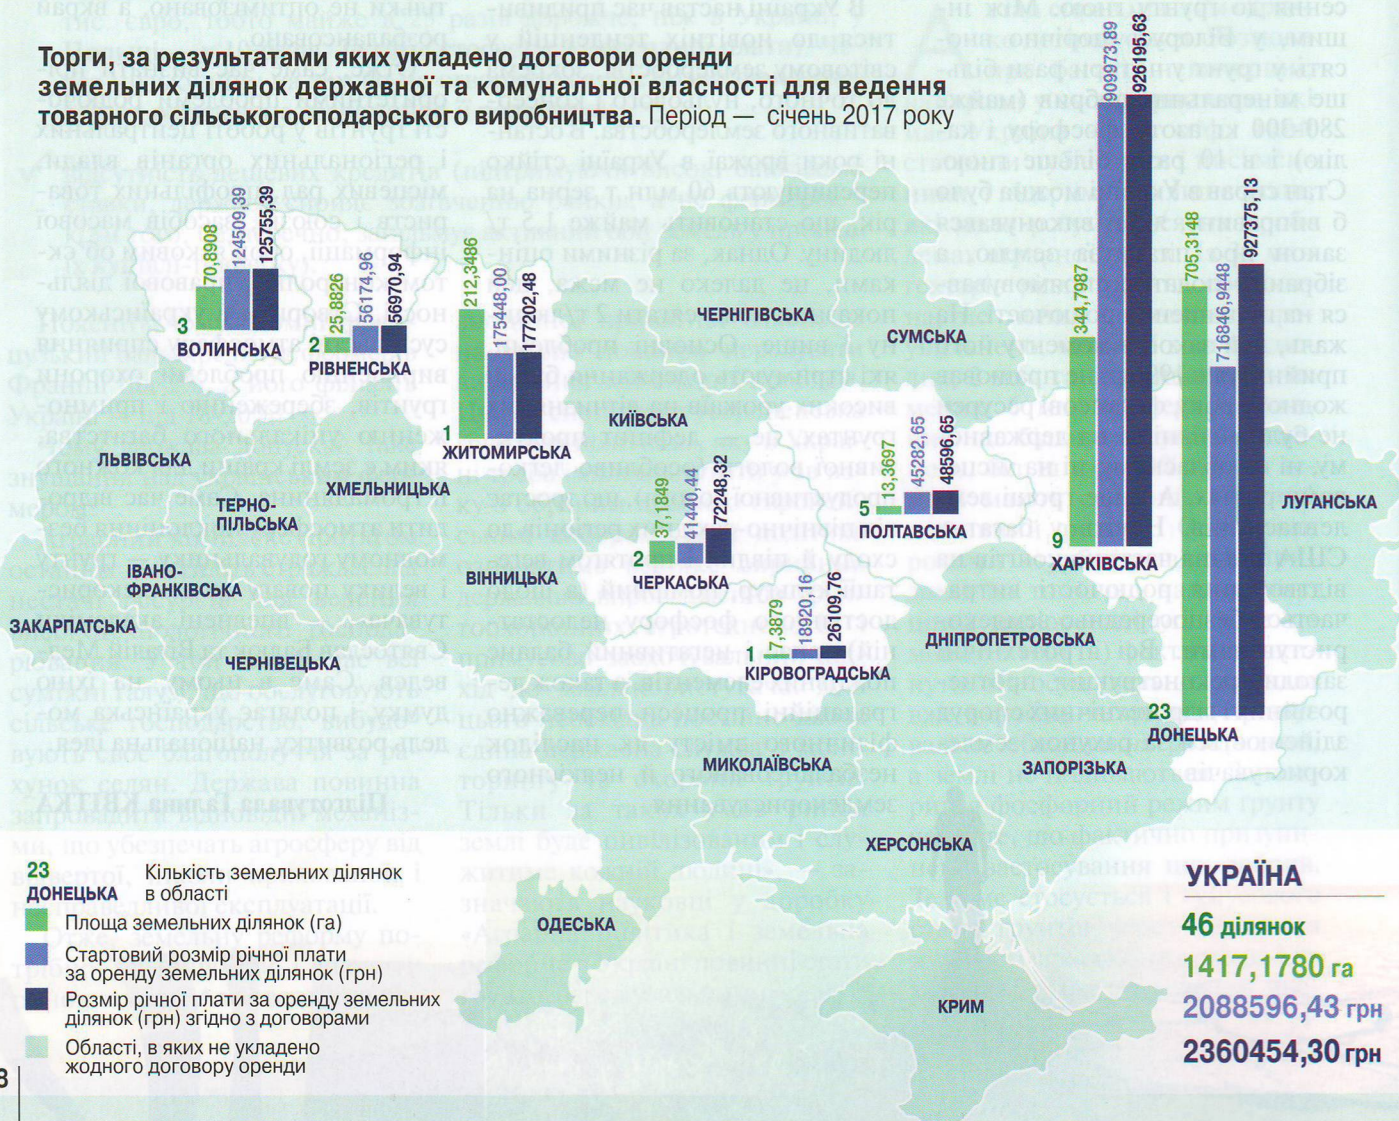 Торги, за результатами яких укладено договори оренди
земельних ділянок державної та комунальної власності для ведення
товарного сільськогосподарського виробництва. Період — січень 2017 року
909973,89
926195,63
344,7987
9
ХАРКІВСЬКА
70,8908
124509,39
125755,39
3
ВОЛИНСЬКА
25,8826
56174,96
56970,94
2
РІВНЕНСЬКА
212,3486
175448,00
177202,48
1
ЖИТОМИРСЬКА
ЧЕРНІГІВСЬКА
СУМСЬКА
705,3148
716846,9448
927375,13
23
ДОНЕЦЬКА
КИЇВСЬКА
ЛЬВІВСЬКА
ХМЕЛЬНИЦЬКА
ТЕРНО-
ПІЛЬСЬКА
37,1849
41440,44
72248,32
2
ЧЕРКАСЬКА
13,3697
45282,65
48596,65
5
ПОЛТАВСЬКА
ЛУГАНСЬКА
ІВАНО-
ФРАНКІВСЬКА
ВІННИЦЬКА
ЗАКАРПАТСЬКА
ЧЕРНІВЕЦЬКА
7,3879
18920,16
26109,76
1
КІРОВОГРАДСЬКА
ДНІПРОПЕТРОВСЬКА
МИКОЛАЇВСЬКА
ЗАПОРІЗЬКА
ХЕРСОНСЬКА
ОДЕСЬКА
КРИМ
23
ДОНЕЦЬКА
Кількість земельних ділянок
в області
Площа земельних ділянок (га)
Стартовий розмір річної плати
за оренду земельних ділянок (грн)
Розмір річної плати за оренду земельних
ділянок (грн) згідно з договорами
Області, в яких не укладено
жодного договору оренди
УКРАЇНА
46 ділянок
1417,1780 га
2088596,43 грн
2360454,30 грн
8